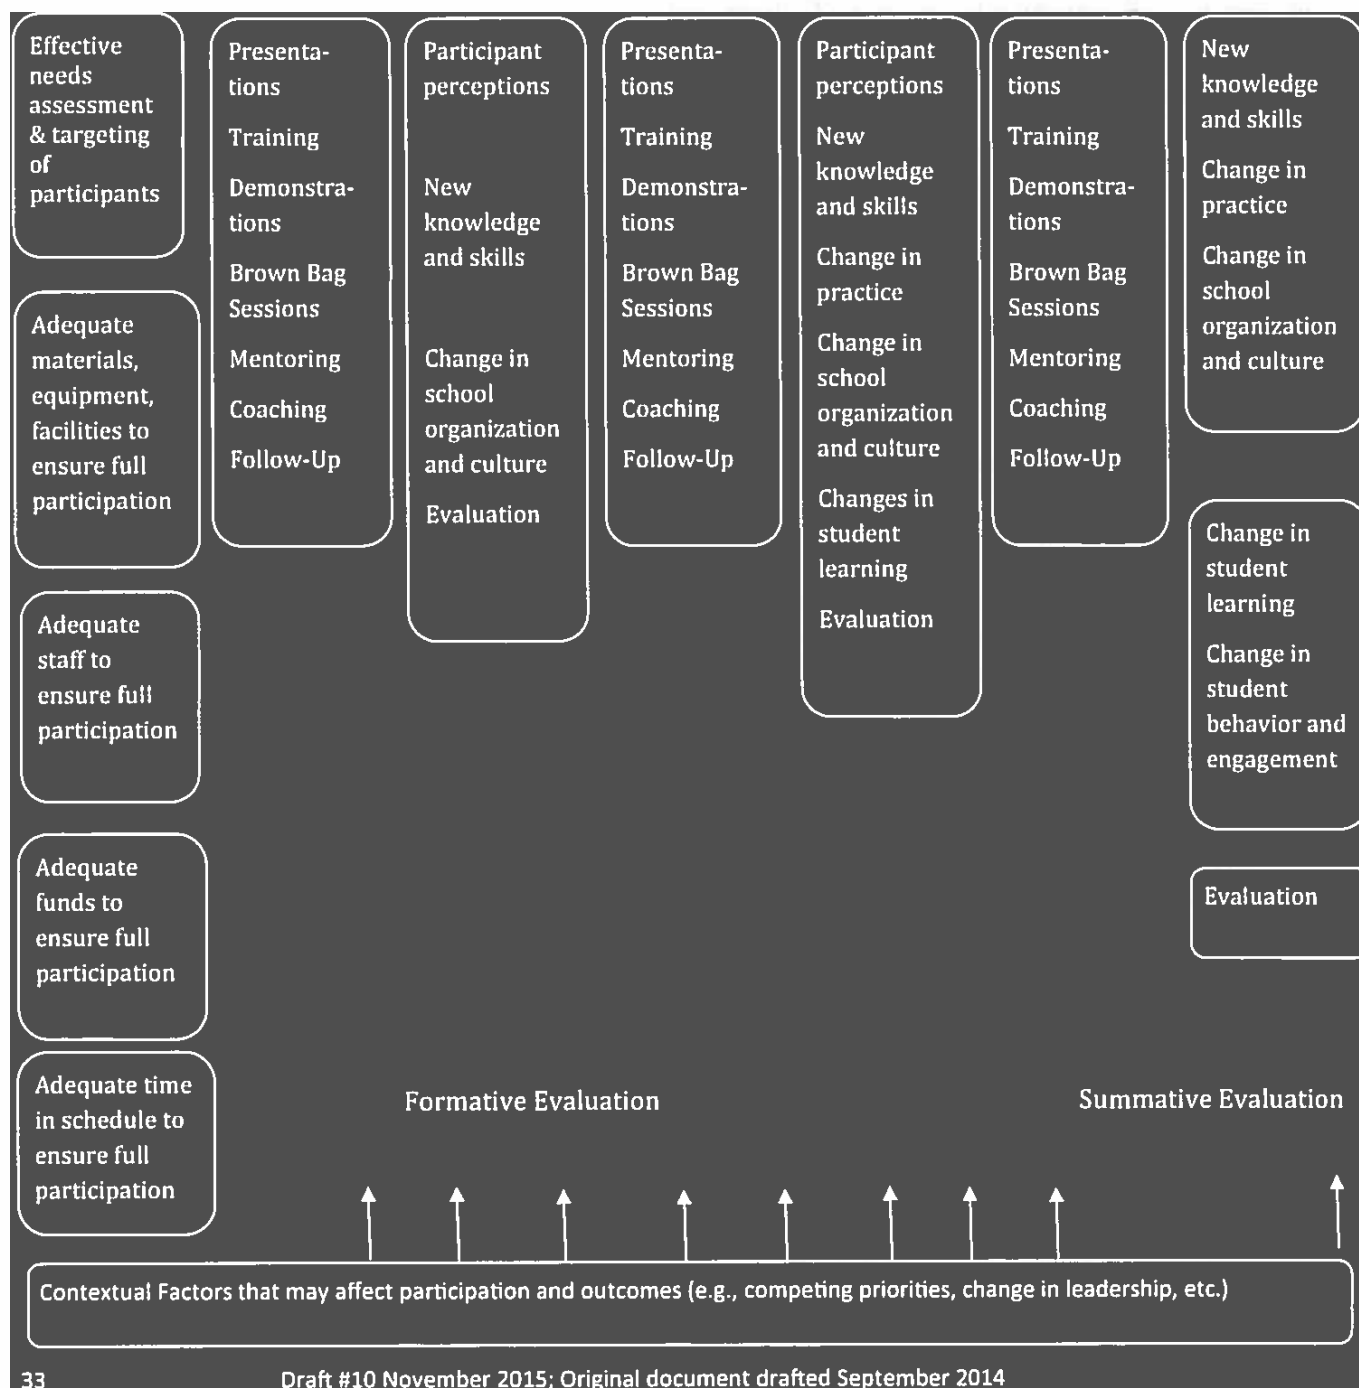 Effective
needs
assessment
& targeting
of
participants
Adequate
materials,
equipment,
facilities to
ensure full
participation
Adequate
staff to
ensure full
participation
Adequate
funds to
ensure full
participation
Adequate time
in schedule to
ensure full
participation
Presenta-
tions
Training
Demonstra-
tions
Brown Bag
Sessions
Mentoring
Coaching
Follow-Up
Participant
perceptions
New
knowledge
and skills
Change in
school
organization
and culture
Evaluation
Presenta-
tions
Training
Demonstra-
tions
Brown Bag
Sessions
Mentoring
Coaching
Follow-Up
Participant
perceptions
New
knowledge
and skills
Change in
practice
Change in
school
organization
and culture
Changes in
student
learning
Evaluation
Presenta-
tions
Training
Demonstra-
tions
Brown Bag
Sessions
Mentoring
Coaching
Follow-Up
New
knowledge
and skills
Change in
practice
Change in
school
organization
and culture
Change in
student
learning
Change in
student
behavior and
engagement
Evaluation
Formative Evaluation
Summative Evaluation
Contextual Factors that may affect participation and outcomes (e.g., competing priorities, change in leadership, etc.)
33
Draft #10 November 2015; Original document drafted September 2014